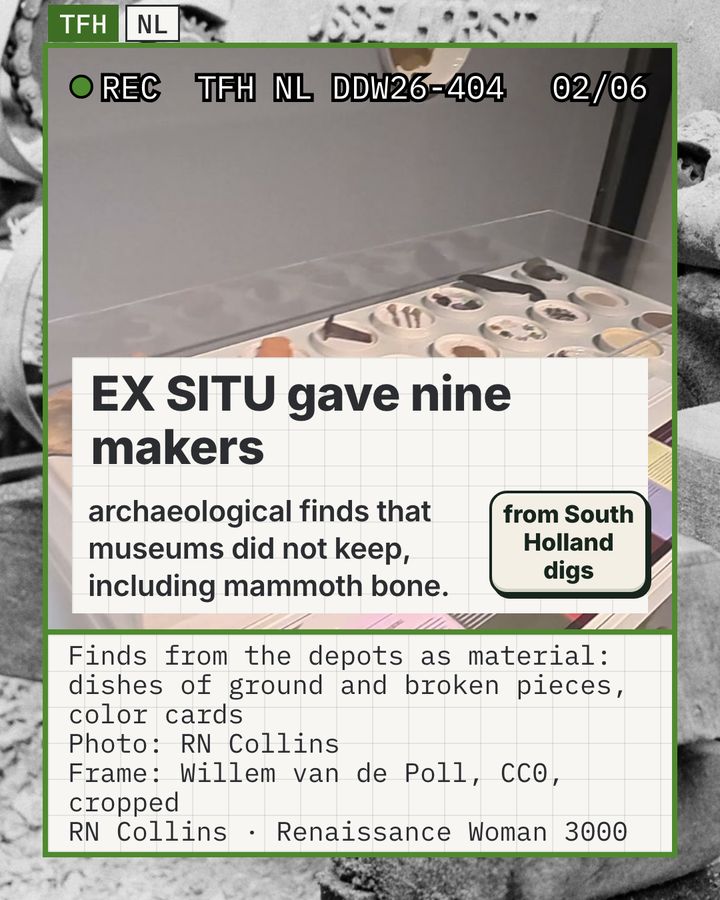 TFH NL
REC TFH NL DDW26-404 02/06
EX SITU gave nine
makers
archaeological finds that
museums did not keep,
including mammoth bone.
from South
Holland
digs
Finds from the depots as material:
dishes of ground and broken pieces,
color cards
Photo: RN Collins
Frame: Willem van de Poll, CC0,
cropped
RN Collins · Renaissance Woman 3000